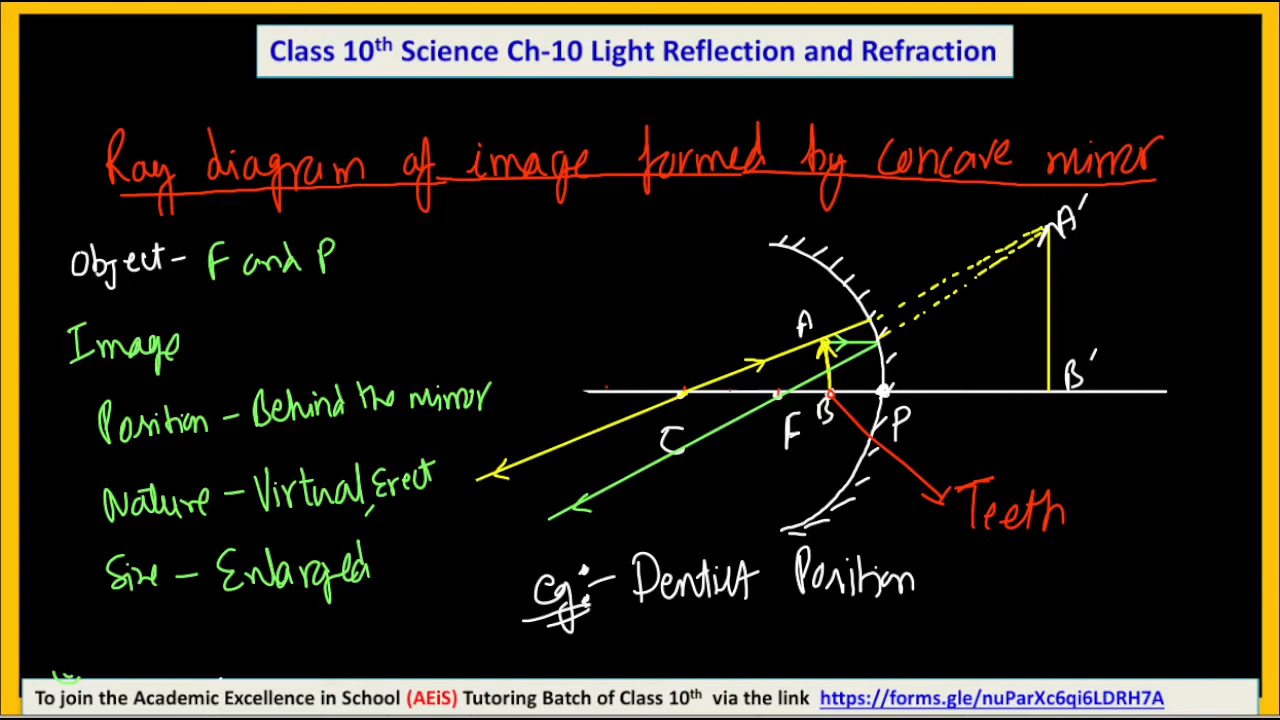 Class 10th Science Ch-10 Light Reflection and Refraction
Ray diagram of image formed by concave mirror
Object - F and P
Image
Position - Behind the mirror
Nature - Virtual, Erect
Size - Enlarged
A'
A
B'
C
F
B
P
Teeth
Eg:- Dentist Position
To join the Academic Excellence in School (AEiS) Tutoring Batch of Class 10th via the link https://forms.gle/nuParXc6qi6LDRH7A